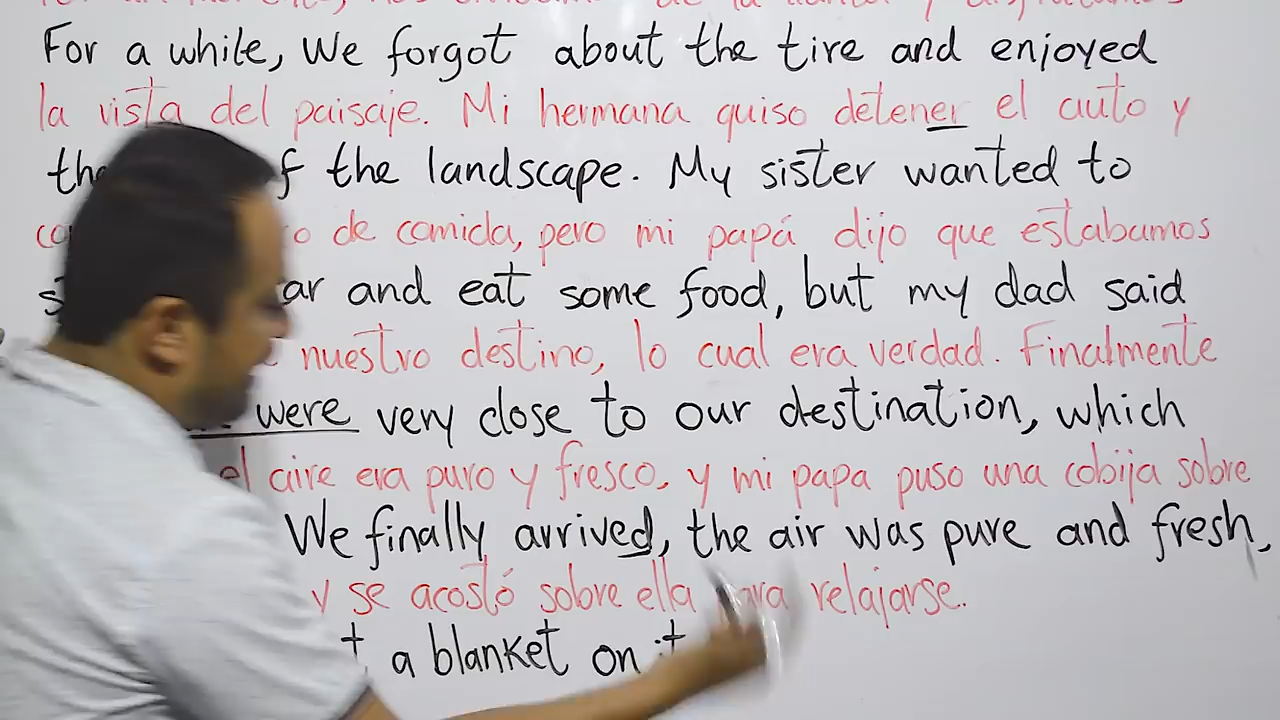 For a while, we forgot about the tire and enjoyed
la vista del paisaje. Mi hermana quiso detener el auto y
f the landscape. My sister wanted to
de comida, pero mi papá dijo que estabamos
ar and eat some food, but my dad said
nuestro destino, lo cual era verdad. Finalmente
were very close to our destination, which
el aire era puro y fresco, y mi papa puso una cobija sobre
We finally arrived, the air was pure and fresh,
y se acostó sobre ella para relajarse.
a blanket on it